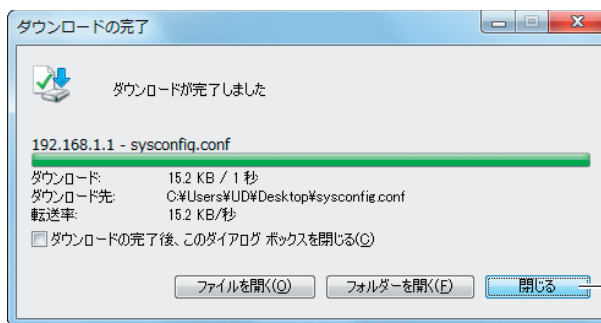 ダウンロードの完了
ダウンロードが完了しました
192.168.1.1 - sysconfig.conf
ダウンロード: 15.2 KB / 1 秒
ダウンロード先: C:¥Users¥UD¥Desktop¥sysconfig.conf
転送率: 15.2 KB/秒
ダウンロードの完了後、このダイアログ ボックスを閉じる(C)
ファイルを開く(O) フォルダーを開く(F) 閉じる